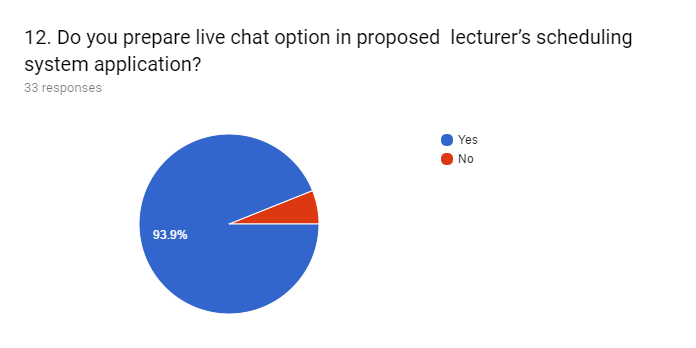 12. Do you prepare live chat option in proposed  lecturer’s scheduling
system application?
33 responses
Yes
No
93.9%